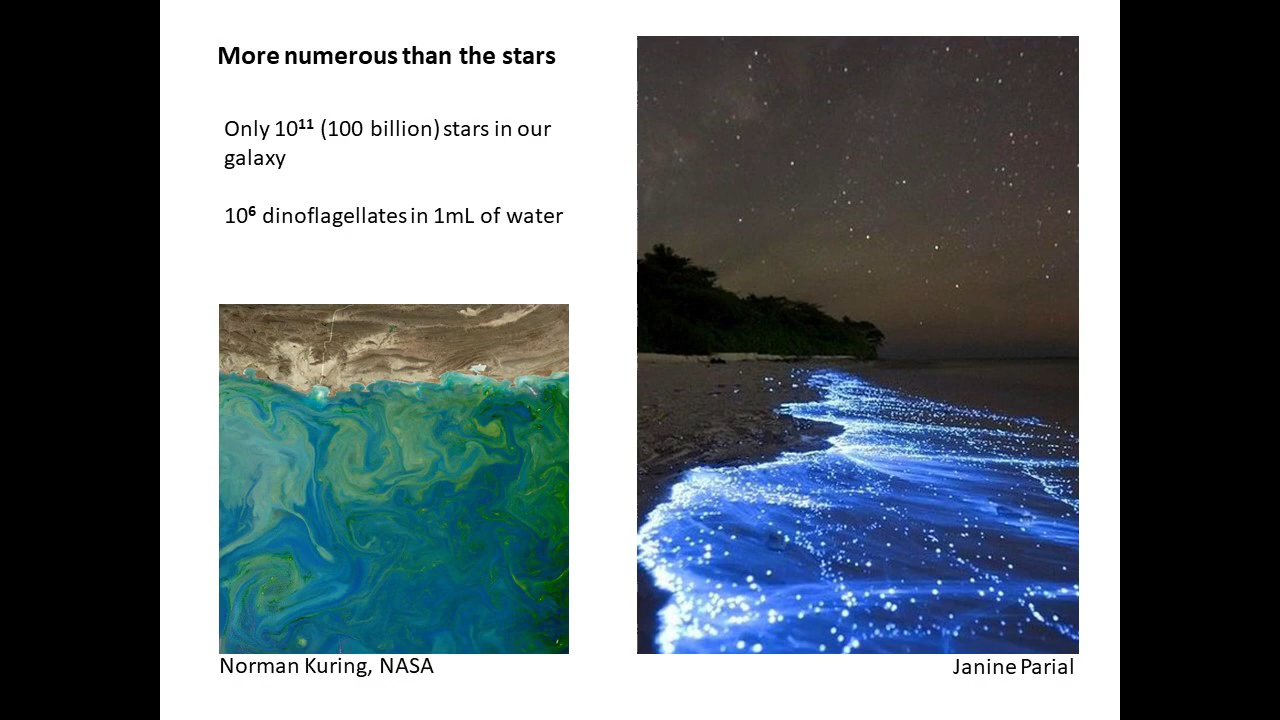 More numerous than the stars
Only 10¹¹ (100 billion) stars in our
galaxy
10⁶ dinoflagellates in 1mL of water
Norman Kuring, NASA
Janine Parial